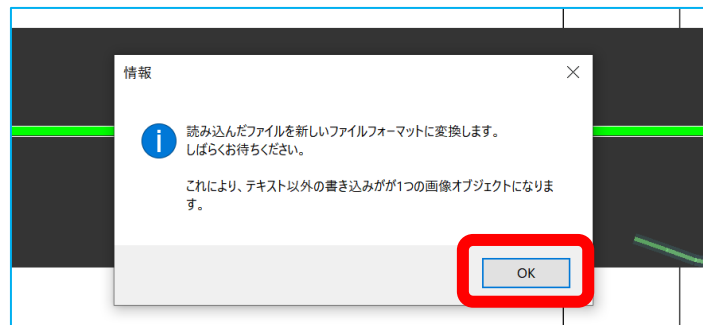 情報
読み込んだファイルを新しいファイルフォーマットに変換します。
しばらくお待ちください。
これにより、テキスト以外の書き込みがが1つの画像オブジェクトになりま
す。
OK